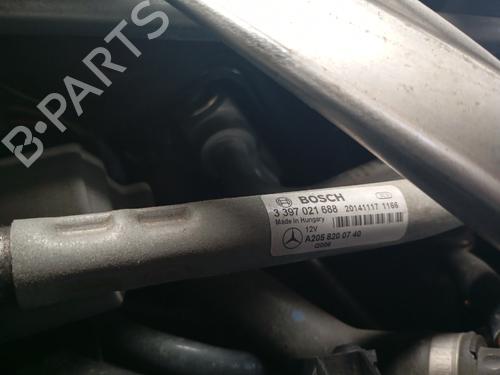 B-PARTS
BOSCH
3 397 021 688 20141117 1166
Made in Hungary
12V
A205 820 07 40